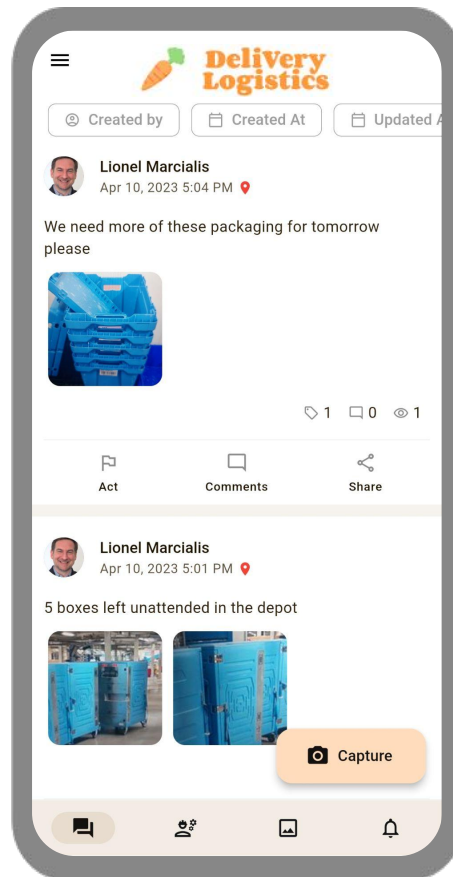 DeliVery
Logistics
Created by
Created At
Updated A
Lionel Marcialis
Apr 10, 2023 5:04 PM
We need more of these packaging for tomorrow
please
1
0
1
Act
Comments
Share
Lionel Marcialis
Apr 10, 2023 5:01 PM
5 boxes left unattended in the depot
Capture